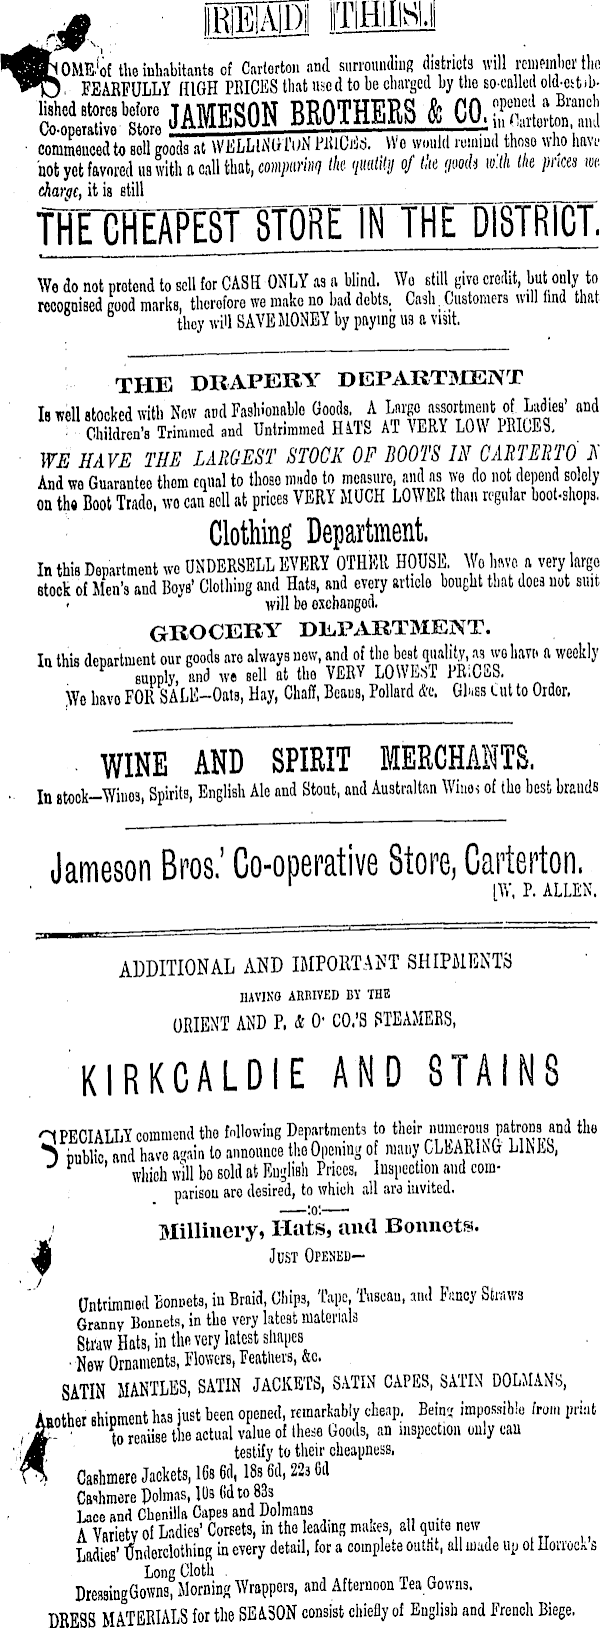 READ THIS.
SOME of the inhabitants of Carterton and surrounding districts will remember the
FEARFULLY HIGH PRICES that used to be charged by the so-called old-estab-
lished stores before JAMESON BROTHERS & CO. opened a Branch
Co-operative Store in Carterton, and
commenced to sell goods at WELLINGTON PRICES. We would remind those who have
not yet favored us with a call that, comparing the quality of the goods with the prices we
charge, it is still
THE CHEAPEST STORE IN THE DISTRICT.
We do not pretend to sell for CASH ONLY as a blind. We still give credit, but only to
recognised good marks, therefore we make no bad debts. Cash Customers will find that
they will SAVE MONEY by paying us a visit.
THE DRAPERY DEPARTMENT
Is well stocked with New and Fashionable Goods. A Large assortment of Ladies' and
Children's Trimmed and Untrimmed HATS AT VERY LOW PRICES.
WE HAVE THE LARGEST STOCK OF BOOTS IN CARTERTO N
And we Guarantee them equal to those made to measure, and as we do not depend solely
on the Boot Trade, we can sell at prices VERY MUCH LOWER than regular boot-shops.
Clothing Department.
In this Department we UNDERSELL EVERY OTHER HOUSE. We have a very large
stock of Men's and Boys' Clothing and Hats, and every article bought that does not suit
will be exchanged.
GROCERY DEPARTMENT.
In this department our goods are always new, and of the best quality, as we have a weekly
supply, and we sell at the VERY LOWEST PRICES.
We have FOR SALE—Oats, Hay, Chaff, Beans, Pollard &c. Glass Cut to Order.
WINE AND SPIRIT MERCHANTS.
In stock—Wines, Spirits, English Ale and Stout, and Australian Wines of the best brands
Jameson Bros.' Co-operative Store, Carterton.
[W. P. ALLEN.
ADDITIONAL AND IMPORTANT SHIPMENTS
HAVING ARRIVED BY THE
ORIENT AND P. & O. CO.'S STEAMERS,
KIRKCALDIE AND STAINS
SPECIALLY commend the following Departments to their numerous patrons and the
public, and have again to announce the Opening of many CLEARING LINES,
which will be sold at English Prices. Inspection and com-
parison are desired, to which all are invited.
—:o:—
Millinery, Hats, and Bonnets.
JUST OPENED—
Untrimmed Bonnets, in Braid, Chips, Tape, Tuscan, and Fancy Straws
Granny Bonnets, in the very latest materials
Straw Hats, in the very latest shapes
New Ornaments, Flowers, Feathers, &c.
SATIN MANTLES, SATIN JACKETS, SATIN CAPES, SATIN DOLMANS,
Another shipment has just been opened, remarkably cheap. Being impossible from print
to realise the actual value of these Goods, an inspection only can
testify to their cheapness.
Cashmere Jackets, 16s 6d, 18s 6d, 22s 6d
Cashmere Dolmas, 10s 6d to 83s
Lace and Chenilla Capes and Dolmans
A Variety of Ladies' Corsets, in the leading makes, all quite new
Ladies' Underclothing in every detail, for a complete outfit, all made up of Horrock's
Long Cloth
Dressing Gowns, Morning Wrappers, and Afternoon Tea Gowns.
DRESS MATERIALS for the SEASON consist chiefly of English and French Biege.